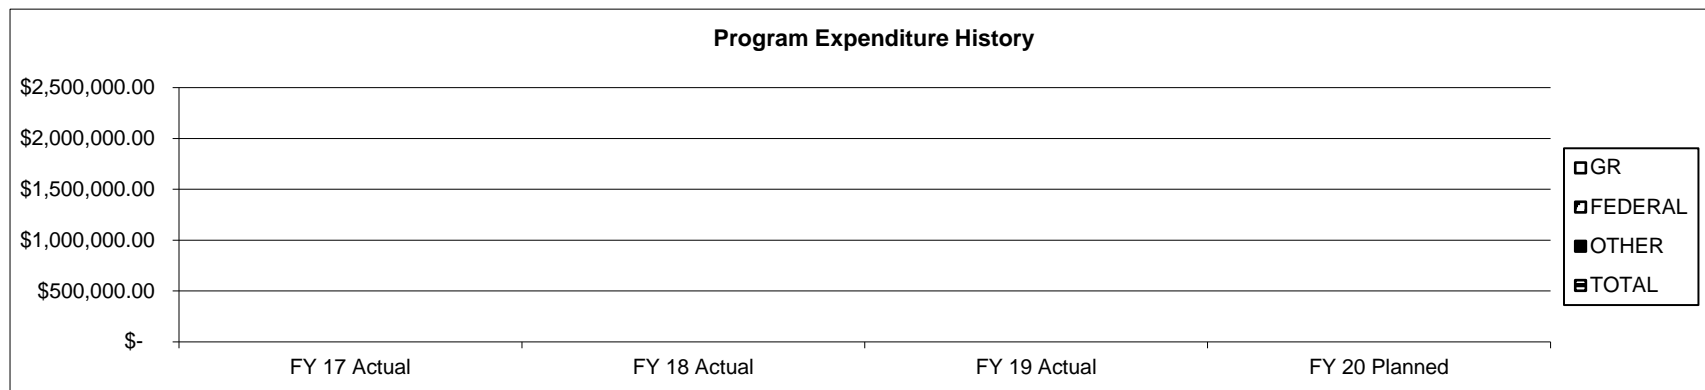 Program Expenditure History
$2,500,000.00
$2,000,000.00
$1,500,000.00
$1,000,000.00
$500,000.00
$-
FY 17 Actual FY 18 Actual FY 19 Actual FY 20 Planned
GR
FEDERAL
OTHER
TOTAL